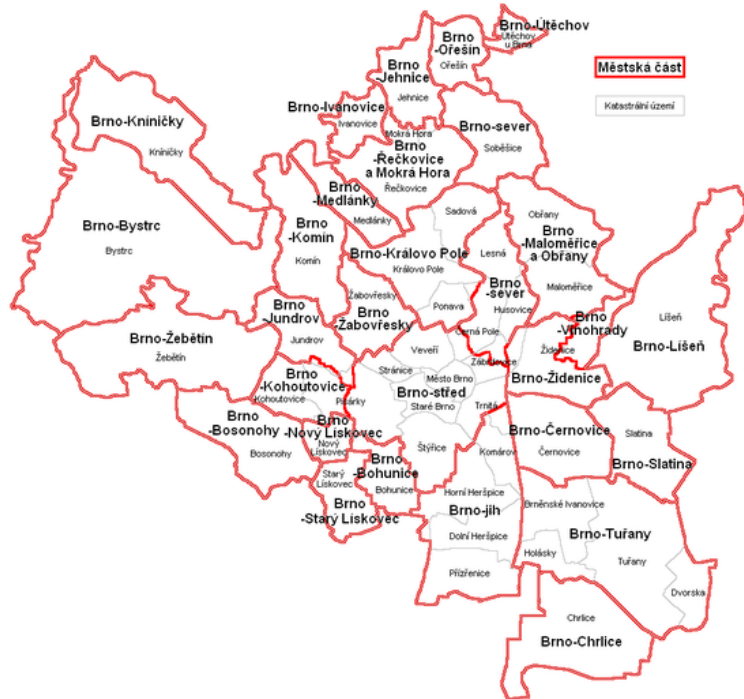 Brno-Útěchov
Útěchov
u Brna
Brno
-Ořešín
Ořešín
Městská část
Katastrální území
Brno
-Jehnice
Jehnice
Brno-Ivanovice
Ivanovice
Brno-Kníničky
Kníničky
Mokrá Hora
Brno
-Řečkovice
a Mokrá Hora
Řečkovice
Brno-sever
Soběšice
Brno
-Medlánky
Medlánky
Brno-Bystrc
Bystrc
Brno
-Komín
Komín
Sadová
Brno-Královo Pole
Královo Pole
Ponava
Lesná
Brno
-sever
Husovice
Černá Pole
Zábrdovice
Obřany
Brno
-Maloměřice
a Obřany
Maloměřice
Brno
-Vinohrady
Líšeň
Brno-Líšeň
Židenice
Brno-Židenice
Žabovřesky
Brno
-Žabovřesky
Brno
-Jundrov
Jundrov
Brno-Žebětín
Žebětín
Brno
-Kohoutovice
Kohoutovice
Pisárky
Veveří
Stránice
Město Brno
Brno-střed
Staré Brno
Trnitá
Štýřice
Brno
-Bosonohy
Bosonohy
Brno
-Nový Lískovec
Nový
Lískovec
Starý
Lískovec
Brno
-Starý Lískovec
Brno
-Bohunice
Bohunice
Komárov
Horní Heršpice
Brno-jih
Dolní Heršpice
Přízřenice
Brno-Černovice
Černovice
Slatina
Brno-Slatina
Brněnské Ivanovice
Brno-Tuřany
Holásky
Tuřany
Dvorska
Chrlice
Brno-Chrlice